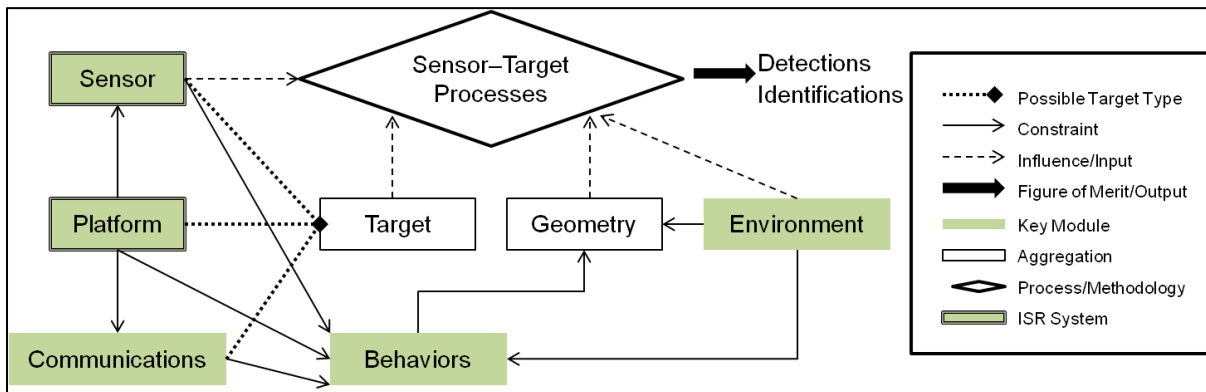 Sensor
Sensor–Target
Processes
Detections
Identifications
Platform
Target
Geometry
Environment
Communications
Behaviors
Possible Target Type
Constraint
Influence/Input
Figure of Merit/Output
Key Module
Aggregation
Process/Methodology
ISR System